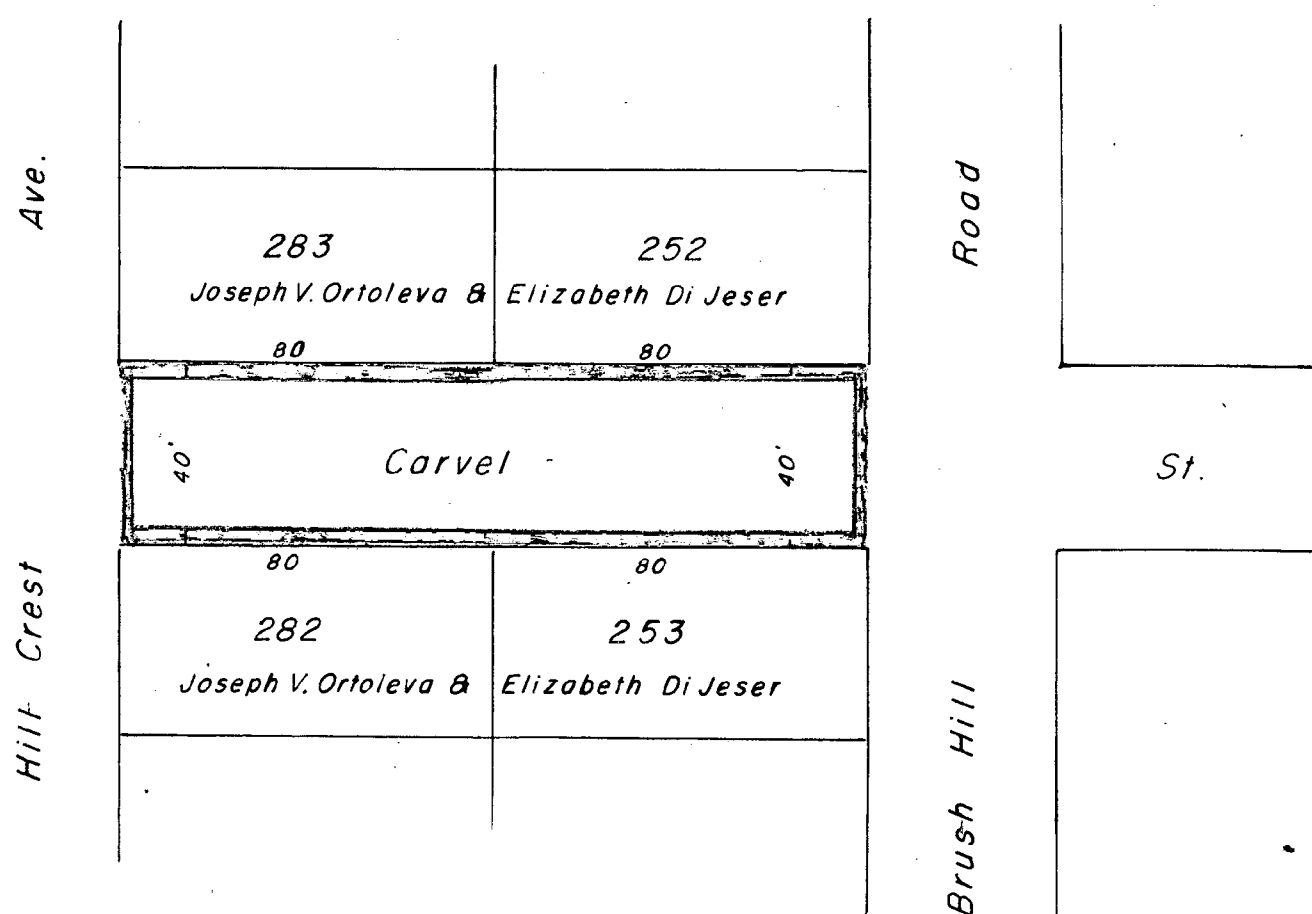 Hill Crest Ave.
283
252
Joseph V. Ortoleva & Elizabeth Di Jeser
80
80
40'
Carvel
40'
St.
80
80
282
253
Joseph V. Ortoleva & Elizabeth Di Jeser
Brush Hill Road